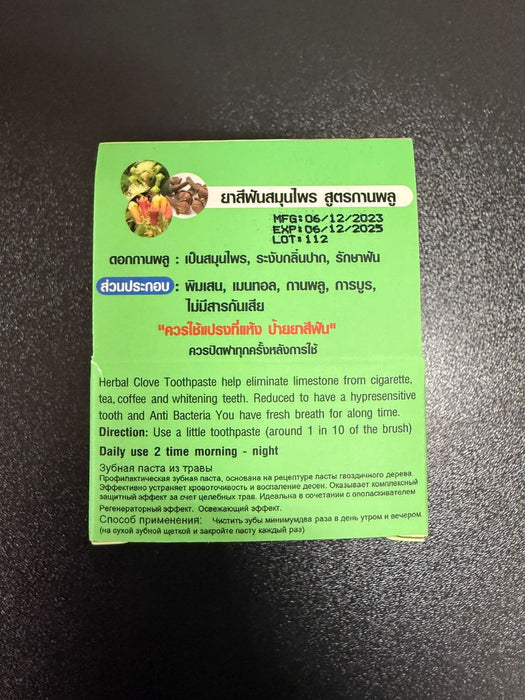 ยาสีฟันสมุนไพร สูตรกานพลู
MFG:06/12/2023
EXP:06/12/2025
LOT:112
ดอกกานพลู : เป็นสมุนไพร, ระงับกลิ่นปาก, รักษาฟัน
ส่วนประกอบ : พิมเสน, เมนทอล, กานพลู, การบูร,
ไม่มีสารกันเสีย
"ควรใช้แปรงที่แห้ง ป้ายยาสีฟัน"
ควรปิดฝาทุกครั้งหลังการใช้
Herbal Clove Toothpaste help eliminate limestone from cigarette,
tea, coffee and whitening teeth. Reduced to have a hypresensitive
tooth and Anti Bacteria You have fresh breath for along time.
Direction: Use a little toothpaste (around 1 in 10 of the brush)
Daily use 2 time morning - night
Зубная паста из травы
Профилактическая зубная паста, основана на рецептуре пасты гвоздичного дерева.
Эффективно устраняет кровоточивость и воспаление десен. Оказывает комплексный
защитный эффект за счет целебных трав. Идеальна в сочетании с ополаскивателем
Регенераторный эффект. Освежающий эффект.
Способ применения: Чистить зубы минимумдва раза в день утром и вечером.
(на сухой зубной щеткой и закройте пасту каждый раз)